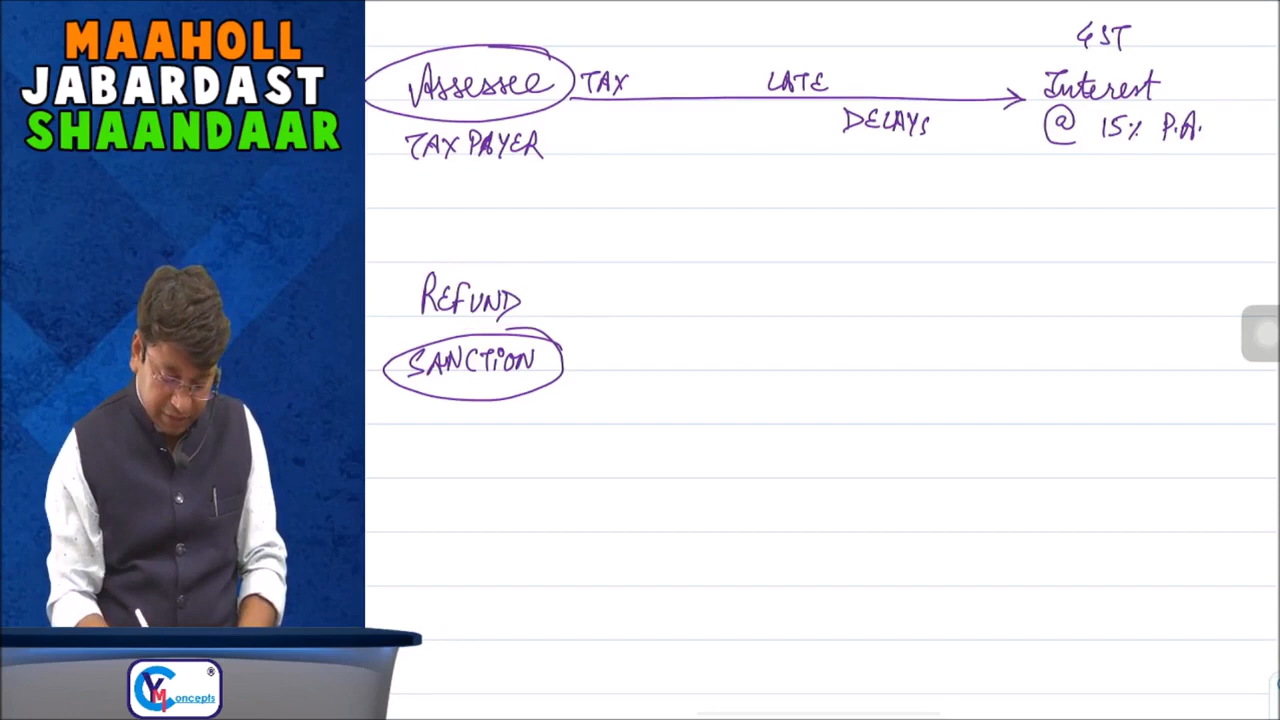 MAAHOLL
JABARDAST
SHAANDAAR
GST
Assessee TAX LATE Interest
TAX PAYER DELAYS @ 15% P.A.
REFUND
SANCTION
YM Concepts ®